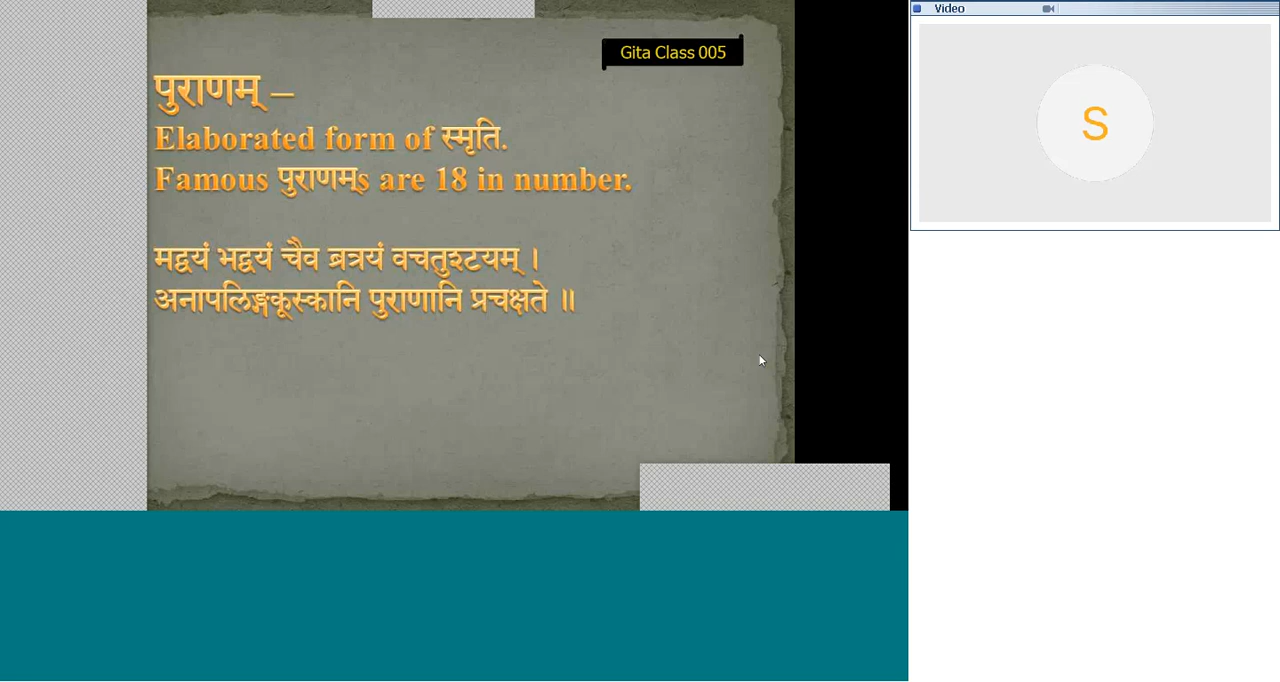 Gita Class 005
पुराणम् –
Elaborated form of स्मृति.
Famous पुराणम्s are 18 in number.
मद्वयं भद्वयं चैव ब्रत्रयं वचतुश्टयम् ।
अनापलिङ्गकूस्कानि पुराणानि प्रचक्षते ॥
Video
S